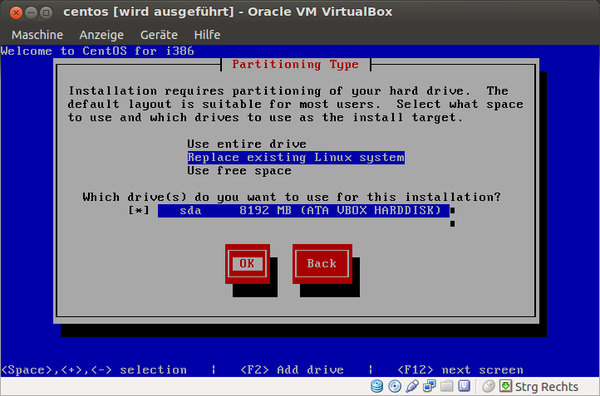 centos [wird ausgeführt] - Oracle VM VirtualBox
Maschine Anzeige Geräte Hilfe
Welcome to CentOS for i386
Partitioning Type
Installation requires partitioning of your hard drive. The
default layout is suitable for most users. Select what space
to use and which drives to use as the install target.
Use entire drive
Replace existing Linux system
Use free space
Which drive(s) do you want to use for this installation?
[*] sda 8192 MB (ATA VBOX HARDDISK)
OK Back
<Space>,<+>,<-> selection | <F2> Add drive | <F12> next screen
Strg Rechts